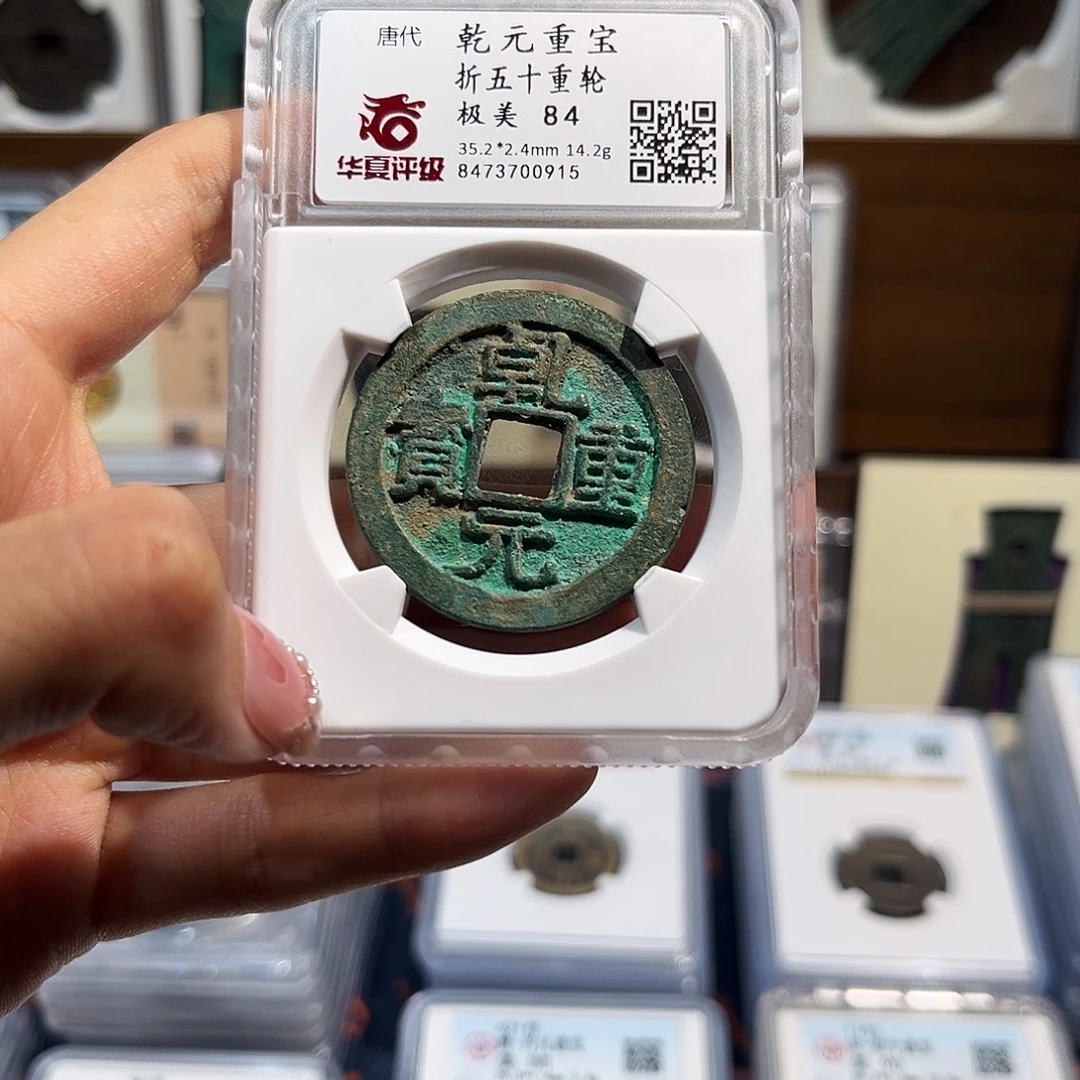 唐代
乾元重宝
折五十重轮
极美 84
35.2*2.4mm 14.2g
华夏评级
8473700915
乾
寳 重
元